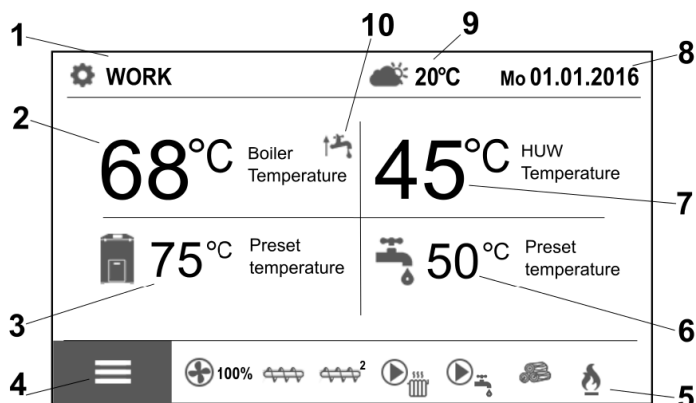 1
10
9
8
WORK
20°C
Mo 01.01.2016
2
68°C
Boiler
Temperature
45°C
HUW
Temperature
7
75°C
Preset
temperature
50°C
Preset
temperature
3
6
4
100%
2
5